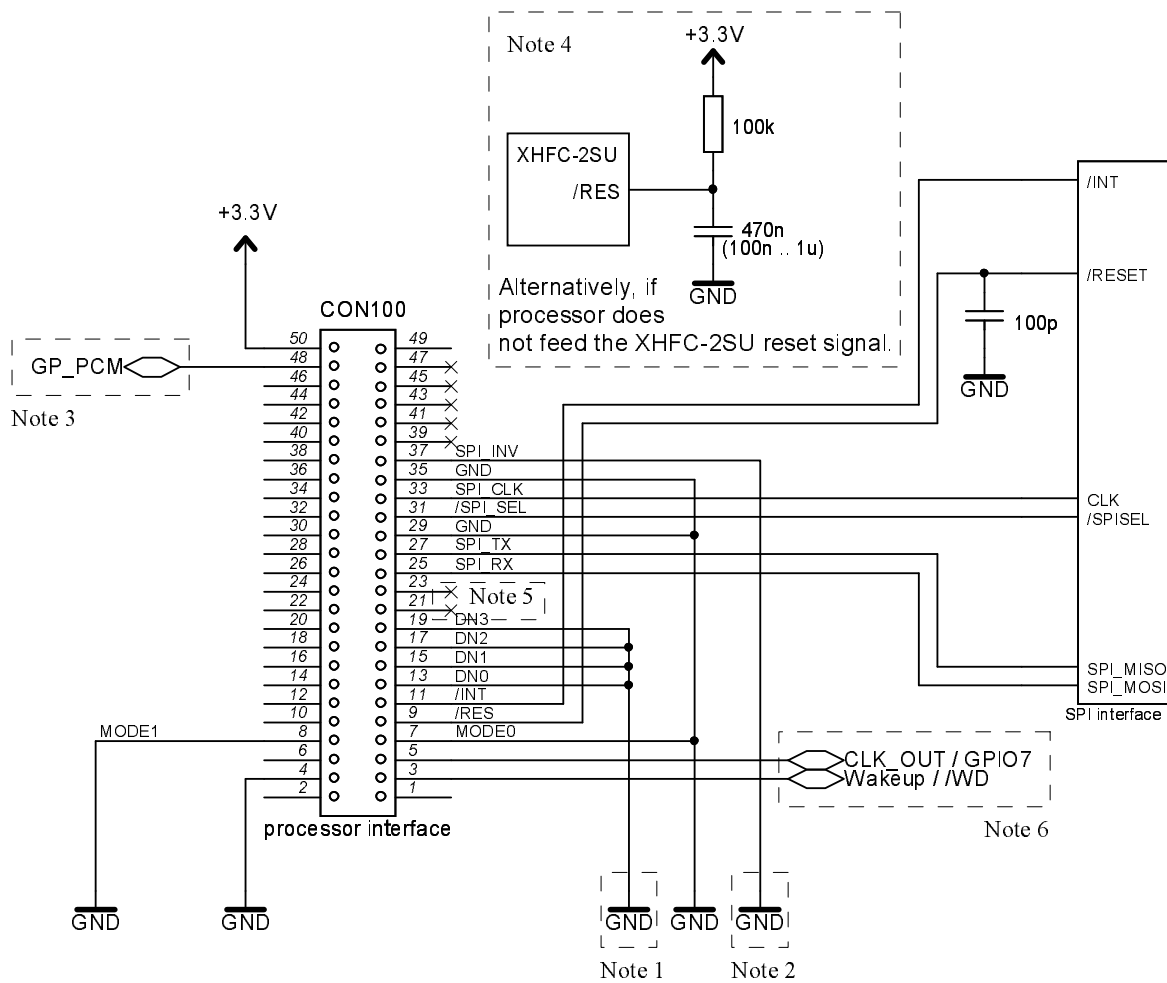 Note 4
+3.3V
100k
XHFC-2SU
/RES
470n
(100n .. 1u)
GND
Alternatively, if
processor does
not feed the XHFC-2SU reset signal.
/INT
/RESET
100p
GND
CLK
/SPISEL
SPI_MISO
SPI_MOSI
SPI interface
+3.3V
CON100
GP_PCM
Note 3
50 49
48 47
46 45
44 43
42 41
40 39
38 37 SPI_INV
36 35 GND
34 33 SPI_CLK
32 31 /SPI_SEL
30 29 GND
28 27 SPI_TX
26 25 SPI_RX
24 23
22 21
Note 5
20 19 DN3
18 17 DN2
16 15 DN1
14 13 DN0
12 11 /INT
10 9 /RES
MODE1 8 7 MODE0
6 5 CLK_OUT / GPIO7
4 3 Wakeup / /WD
2 1
processor interface
Note 6
GND
GND
GND
GND
GND
Note 1
Note 2